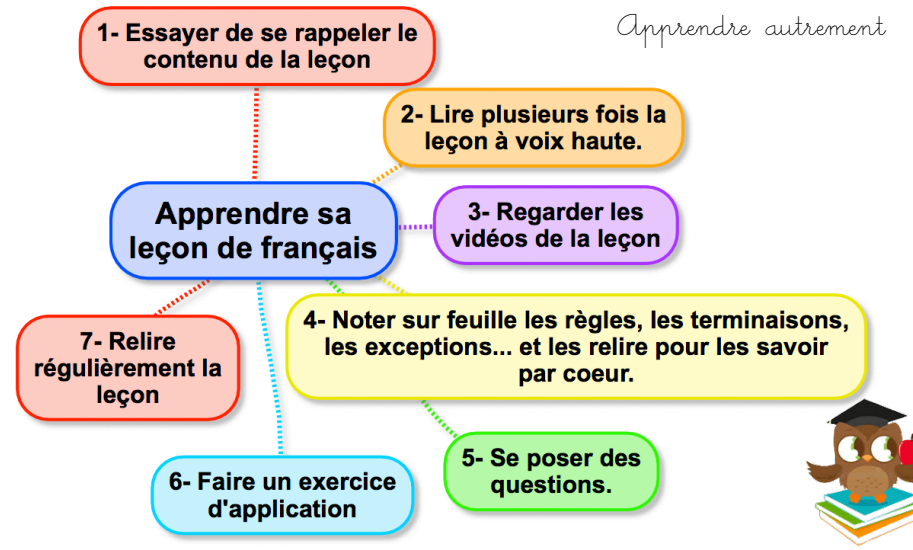 Apprendre autrement
1- Essayer de se rappeler le
contenu de la leçon
2- Lire plusieurs fois la
leçon à voix haute.
Apprendre sa
leçon de français
3- Regarder les
vidéos de la leçon
4- Noter sur feuille les règles, les terminaisons,
les exceptions... et les relire pour les savoir
par coeur.
7- Relire
régulièrement la
leçon
5- Se poser des
questions.
6- Faire un exercice
d'application